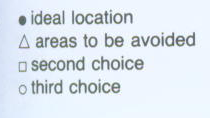 ● ideal location
△ areas to be avoided
□ second choice
○ third choice